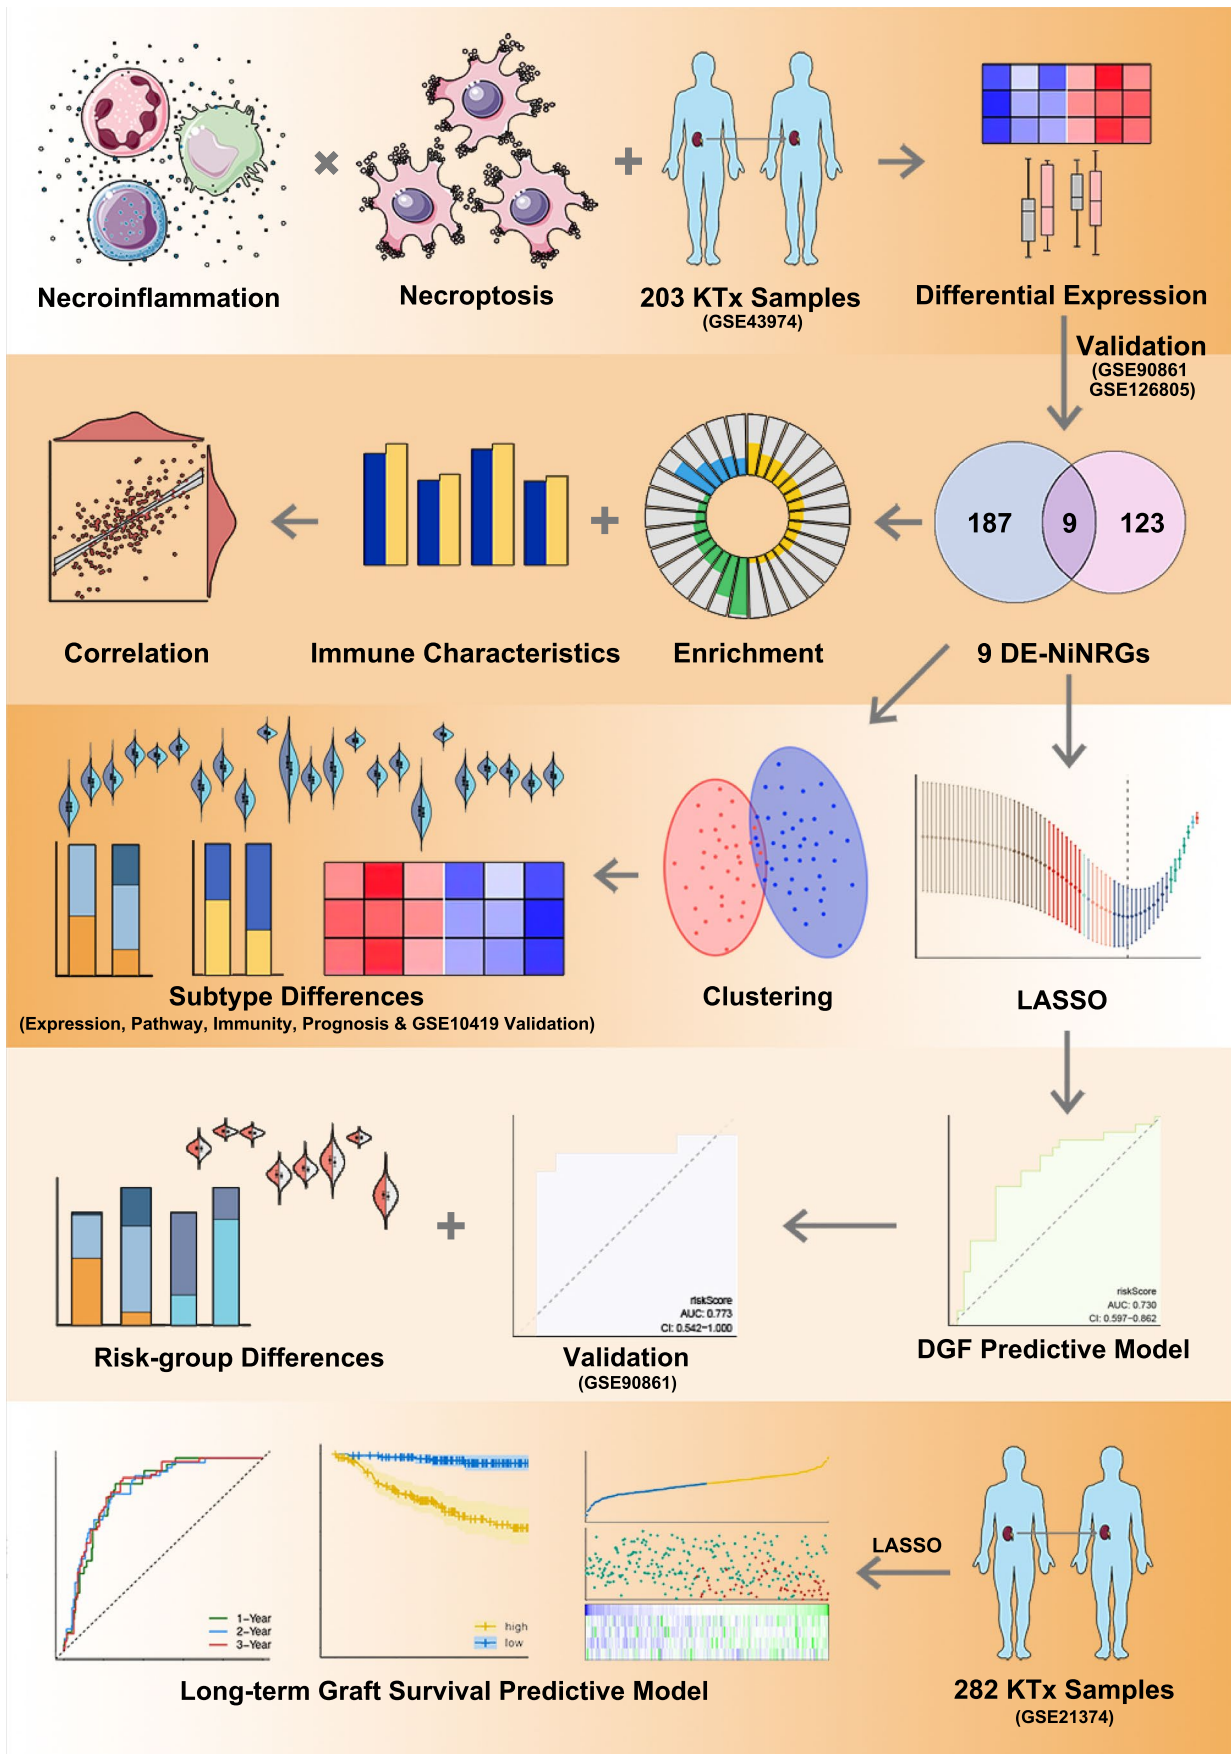 Necroinflammation
Necroptosis
203 KTx Samples
(GSE43974)
Differential Expression
Validation
(GSE90861
GSE126805)
187
9
123
Correlation
Immune Characteristics
Enrichment
9 DE-NiNRGs
Subtype Differences
(Expression, Pathway, Immunity, Prognosis & GSE10419 Validation)
Clustering
LASSO
riskScore
AUC: 0.773
CI: 0.542-1.000
riskScore
AUC: 0.730
CI: 0.597-0.862
Risk-group Differences
Validation
(GSE90861)
DGF Predictive Model
1-Year
2-Year
3-Year
high
low
LASSO
Long-term Graft Survival Predictive Model
282 KTx Samples
(GSE21374)